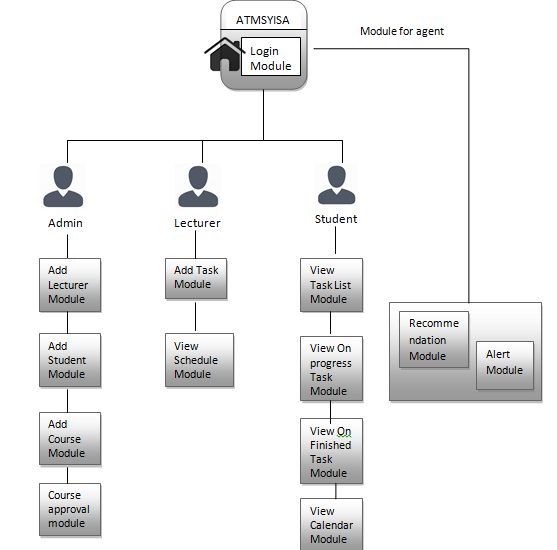 ATMSYISA
Login
Module
Module for agent
Admin
Lecturer
Student
Add
Lecturer
Module
Add
Student
Module
Add
Course
Module
Course
approval
module
Add Task
Module
View
Schedule
Module
View
Task List
Module
View On
progress
Task
Module
View On
Finished
Task
Module
View
Calendar
Module
Recomme
ndation
Module
Alert
Module